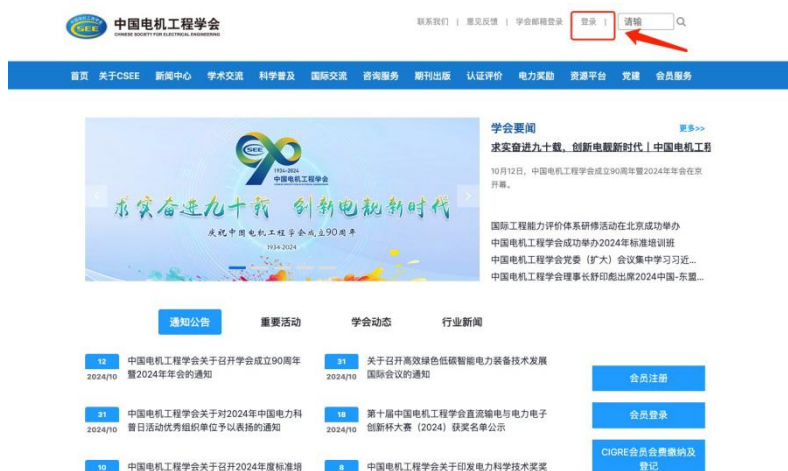 CSEE
中国电机工程学会
CHINESE SOCIETY FOR ELECTRICAL ENGINEERING
联系我们 | 意见反馈 | 学会邮箱登录 登录 | 请输
首页 关于CSEE 新闻中心 学术交流 科学普及 国际交流 咨询服务 期刊出版 认证评价 电力奖励 资源平台 党建 会员服务
CSEE
1934-2024
中国电机工程学会
求实奋进九十载 创新电靓新时代
庆祝中国电机工程学会成立90周年
1934-2024
学会要闻 更多>>
求实奋进九十载，创新电靓新时代丨中国电机工程
10月12日，中国电机工程学会成立90周年暨2024年年会在京
开幕。
国际工程能力评价体系研修活动在北京成功举办
中国电机工程学会成功举办2024年标准培训班
中国电机工程学会党委（扩大）会议集中学习习近...
中国电机工程学会理事长舒印彪出席2024中国-东盟...
通知公告 重要活动 学会动态 行业新闻
12
2024/10
中国电机工程学会关于召开学会成立90周年
暨2024年年会的通知
31
2024/10
关于召开高效绿色低碳智能电力装备技术发展
国际会议的通知
31
2024/10
中国电机工程学会关于对2024年中国电力科
普日活动优秀组织单位予以表扬的通知
18
2024/10
第十届中国电机工程学会直流输电与电力电子
创新杯大赛（2024）获奖名单公示
10
中国电机工程学会关于召开2024年度标准培
8
中国电机工程学会关于印发电力科学技术奖奖
会员注册
会员登录
CIGRE会员会费缴纳及
登记